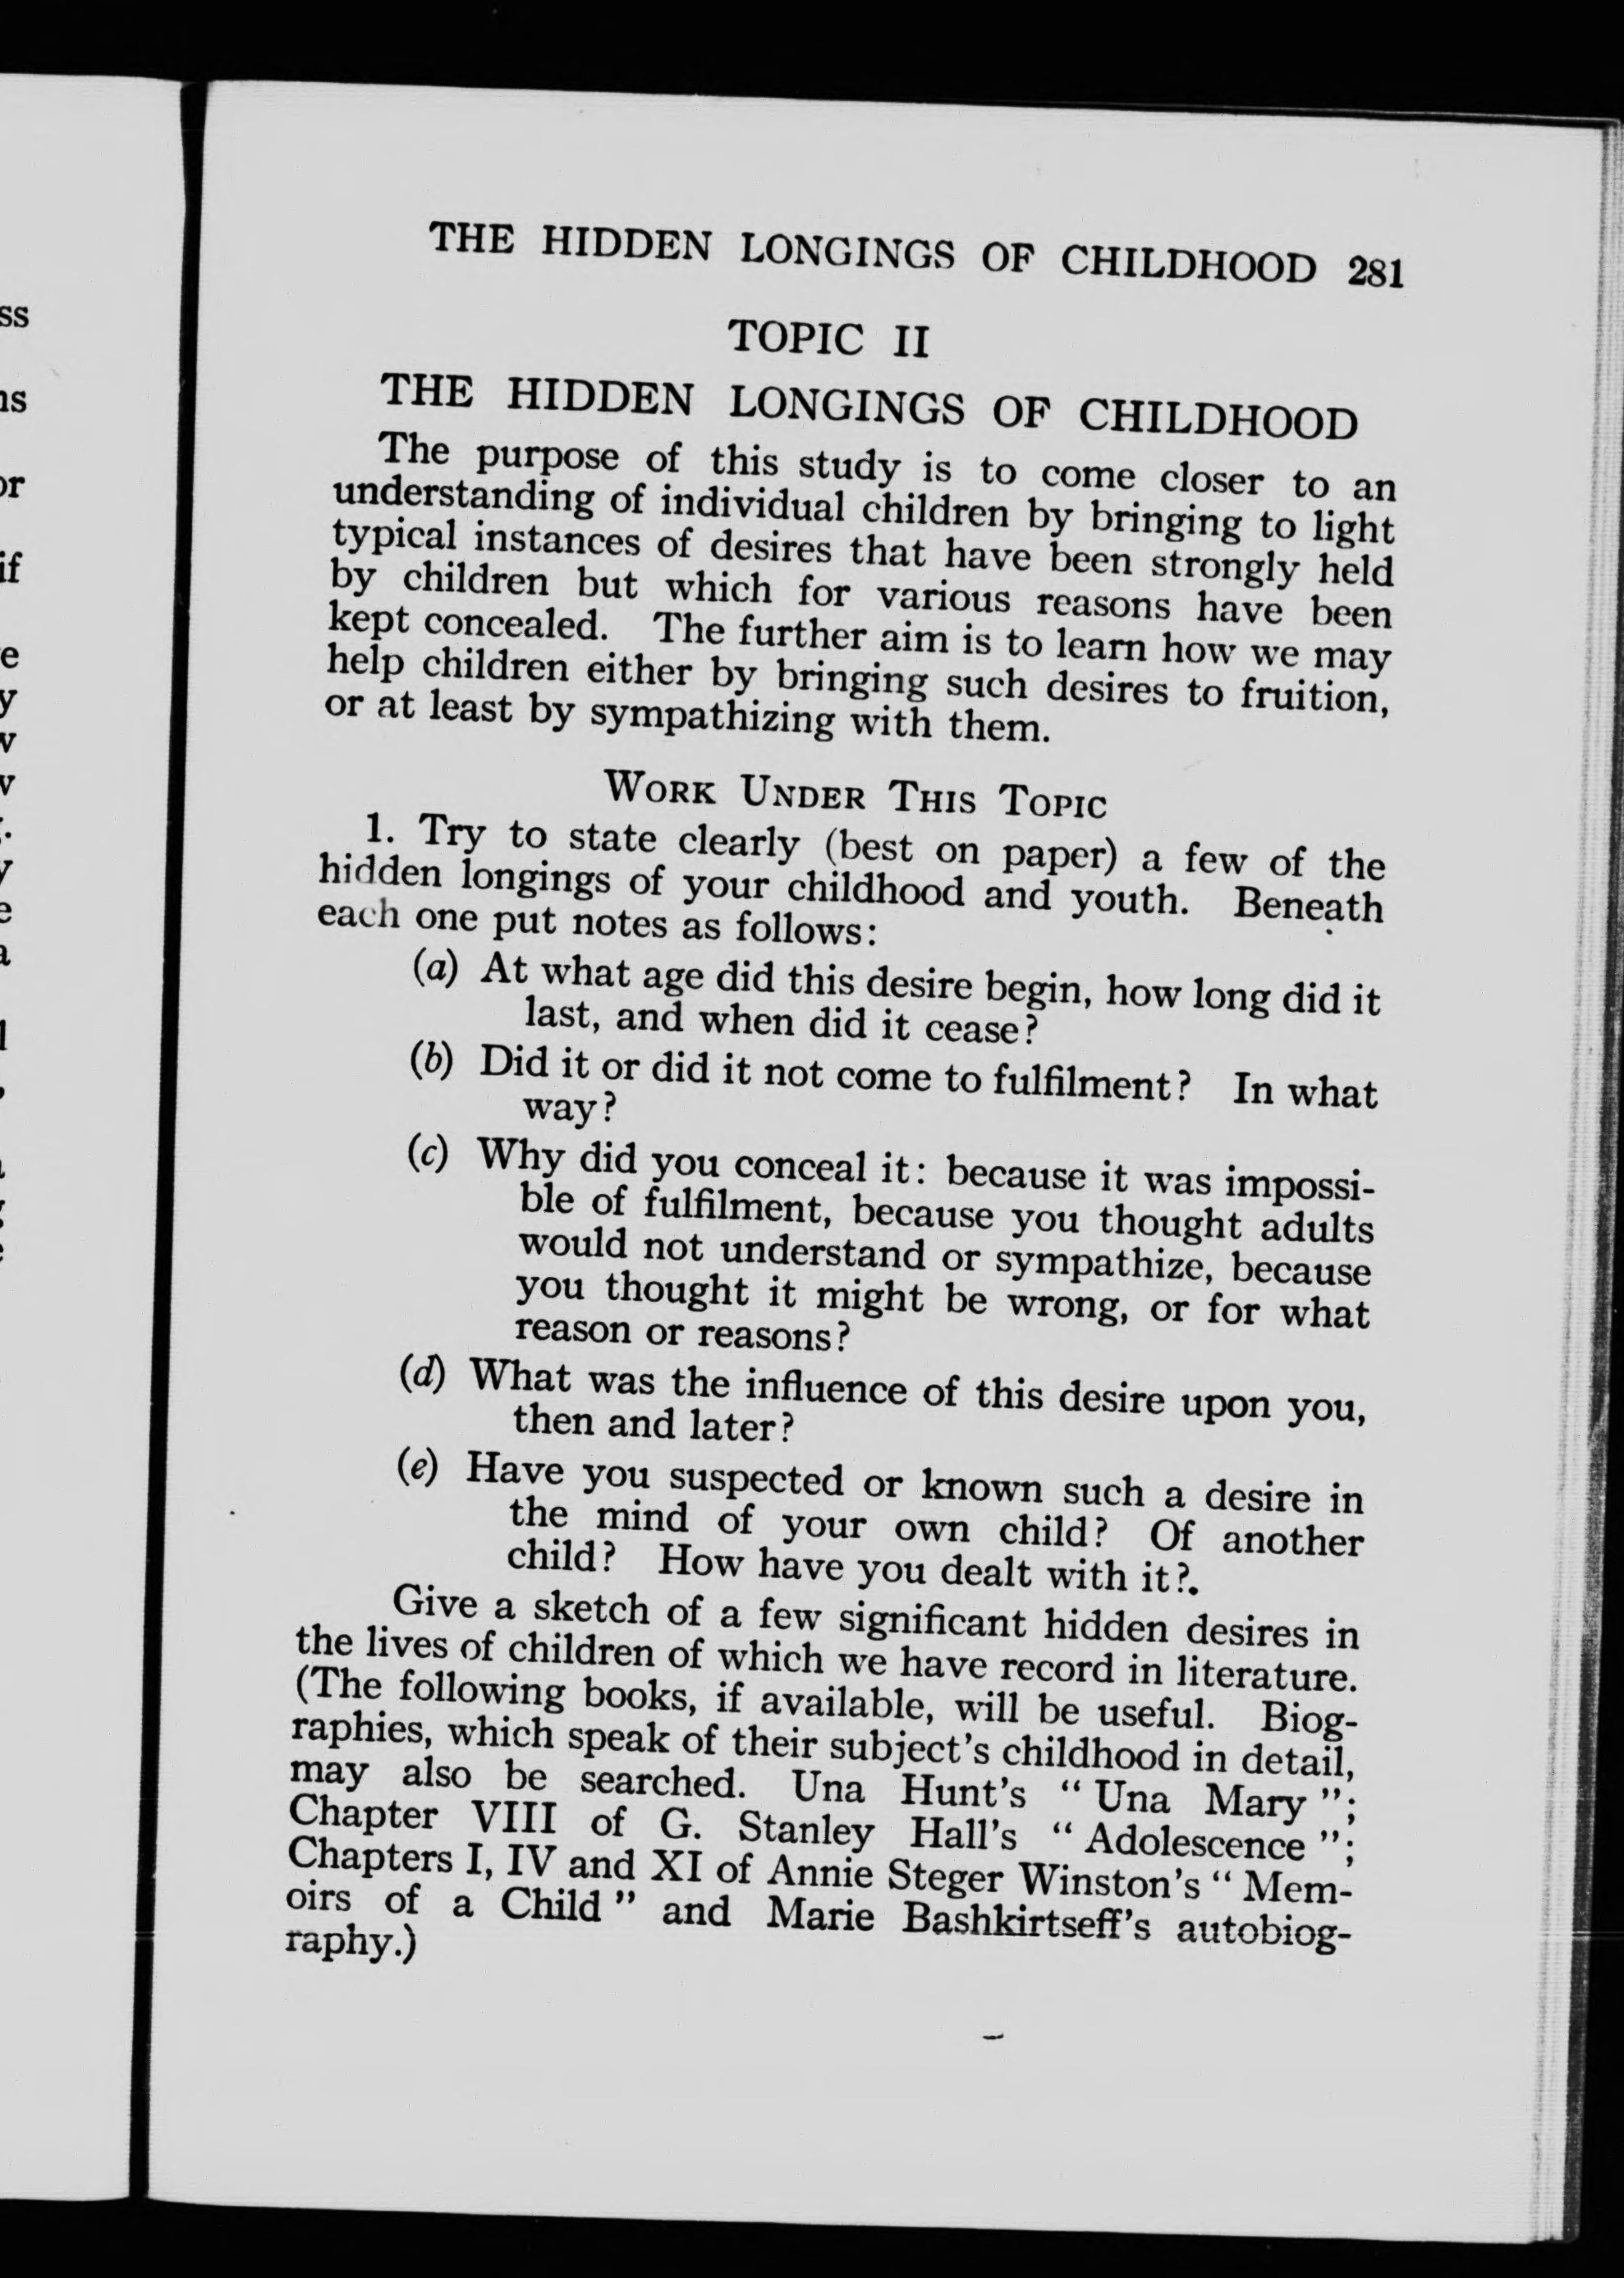 THE HIDDEN LONGINGS OF CHILDHOOD 281
TOPIC II
THE HIDDEN LONGINGS OF CHILDHOOD
The purpose of this study is to come closer to an
understanding of individual children by bringing to light
typical instances of desires that have been strongly held
by children but which for various reasons have been
kept concealed. The further aim is to learn how we may
help children either by bringing such desires to fruition,
or at least by sympathizing with them.
WORK UNDER THIS TOPIC
1. Try to state clearly (best on paper) a few of the
hidden longings of your childhood and youth. Beneath
each one put notes as follows:
(a) At what age did this desire begin, how long did it
last, and when did it cease?
(b) Did it or did it not come to fulfilment? In what
way?
(c) Why did you conceal it: because it was impossi-
ble of fulfilment, because you thought adults
would not understand or sympathize, because
you thought it might be wrong, or for what
reason or reasons?
(d) What was the influence of this desire upon you,
then and later?
(e) Have you suspected or known such a desire in
the mind of your own child? Of another
child? How have you dealt with it?.
Give a sketch of a few significant hidden desires in
the lives of children of which we have record in literature.
(The following books, if available, will be useful. Biog-
raphies, which speak of their subject's childhood in detail,
may also be searched. Una Hunt's "Una Mary";
Chapter VIII of G. Stanley Hall's "Adolescence";
Chapters I, IV and XI of Annie Steger Winston's "Mem-
oirs of a Child" and Marie Bashkirtseff's autobiog-
raphy.)